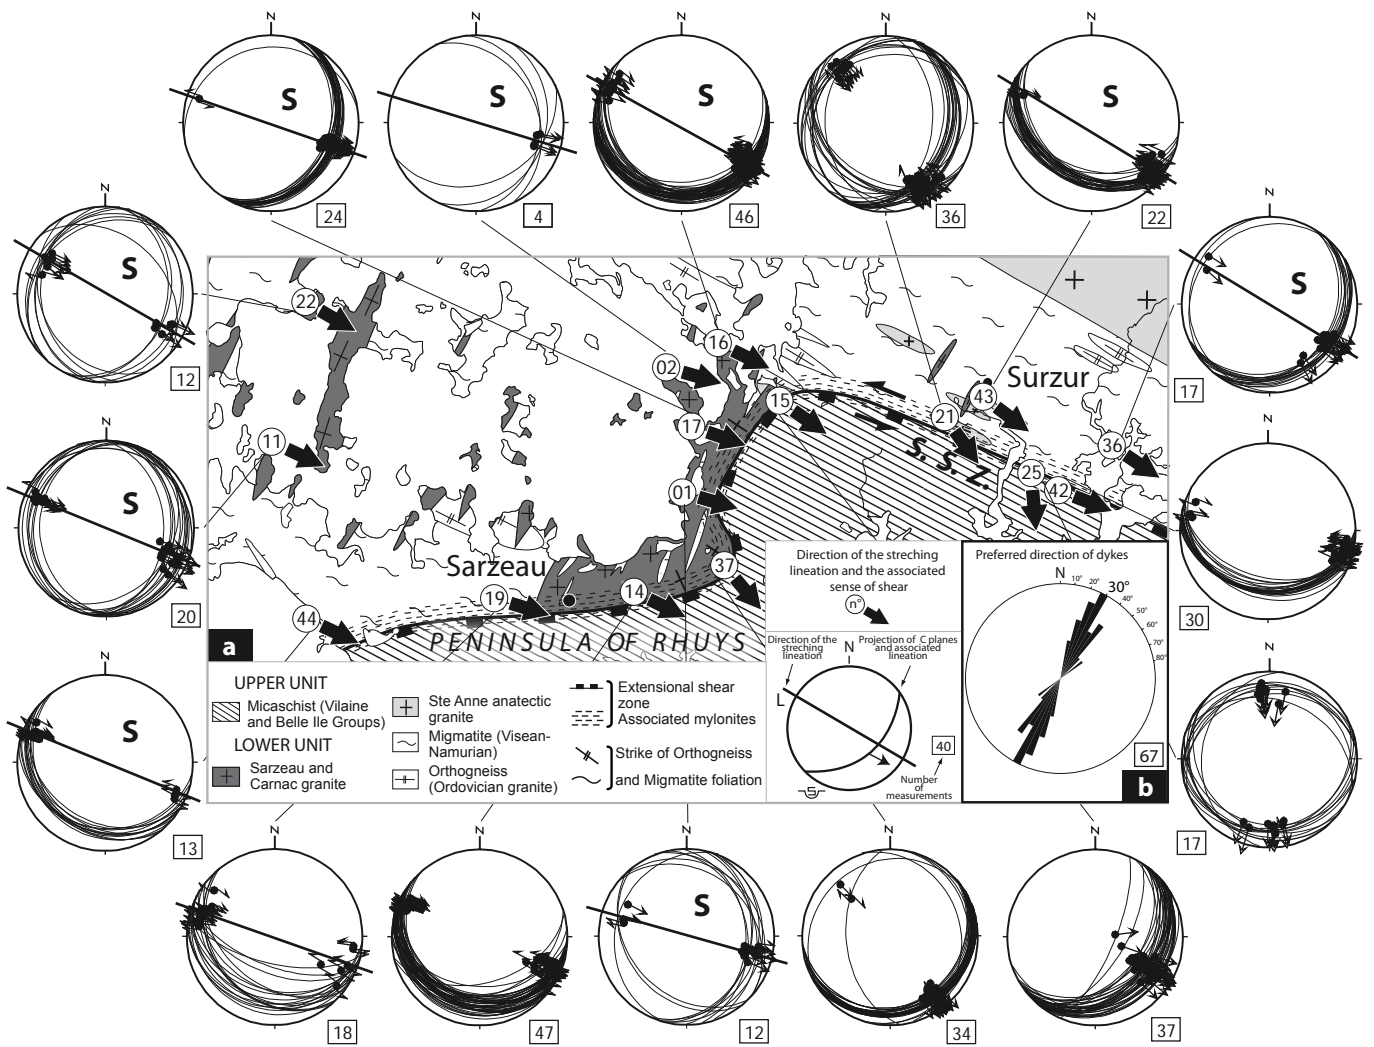 N
N
N
N
N
S
S
S
S
24
4
46
36
22
N
S
12
N
S
17
22
16
02
15
17
21
43
Surzur
36
S. S. Z.
25
42
01
11
Sarzeau
37
19
14
44
PENINSULA OF RHUYS
a
N
S
20
N
30
N
S
13
N
17
UPPER UNIT
Micaschist (Vilaine
and Belle Ile Groups)
LOWER UNIT
Sarzeau and
Carnac granite
Ste Anne anatectic
granite
Migmatite (Visean-
Namurian)
Orthogneiss
(Ordovician granite)
Extensional shear
zone
Associated mylonites
Strike of Orthogneiss
and Migmatite foliation
Direction of the streching
lineation and the associated
sense of shear
n°
Direction of the
streching
lineation
Projection of C planes
and associated
lineation
N
L
5
40
Number
of
measurements
Preferred direction of dykes
N
10°
20°
30°
40°
50°
60°
70°
80°
67
b
N
N
N
N
N
S
18
47
12
34
37